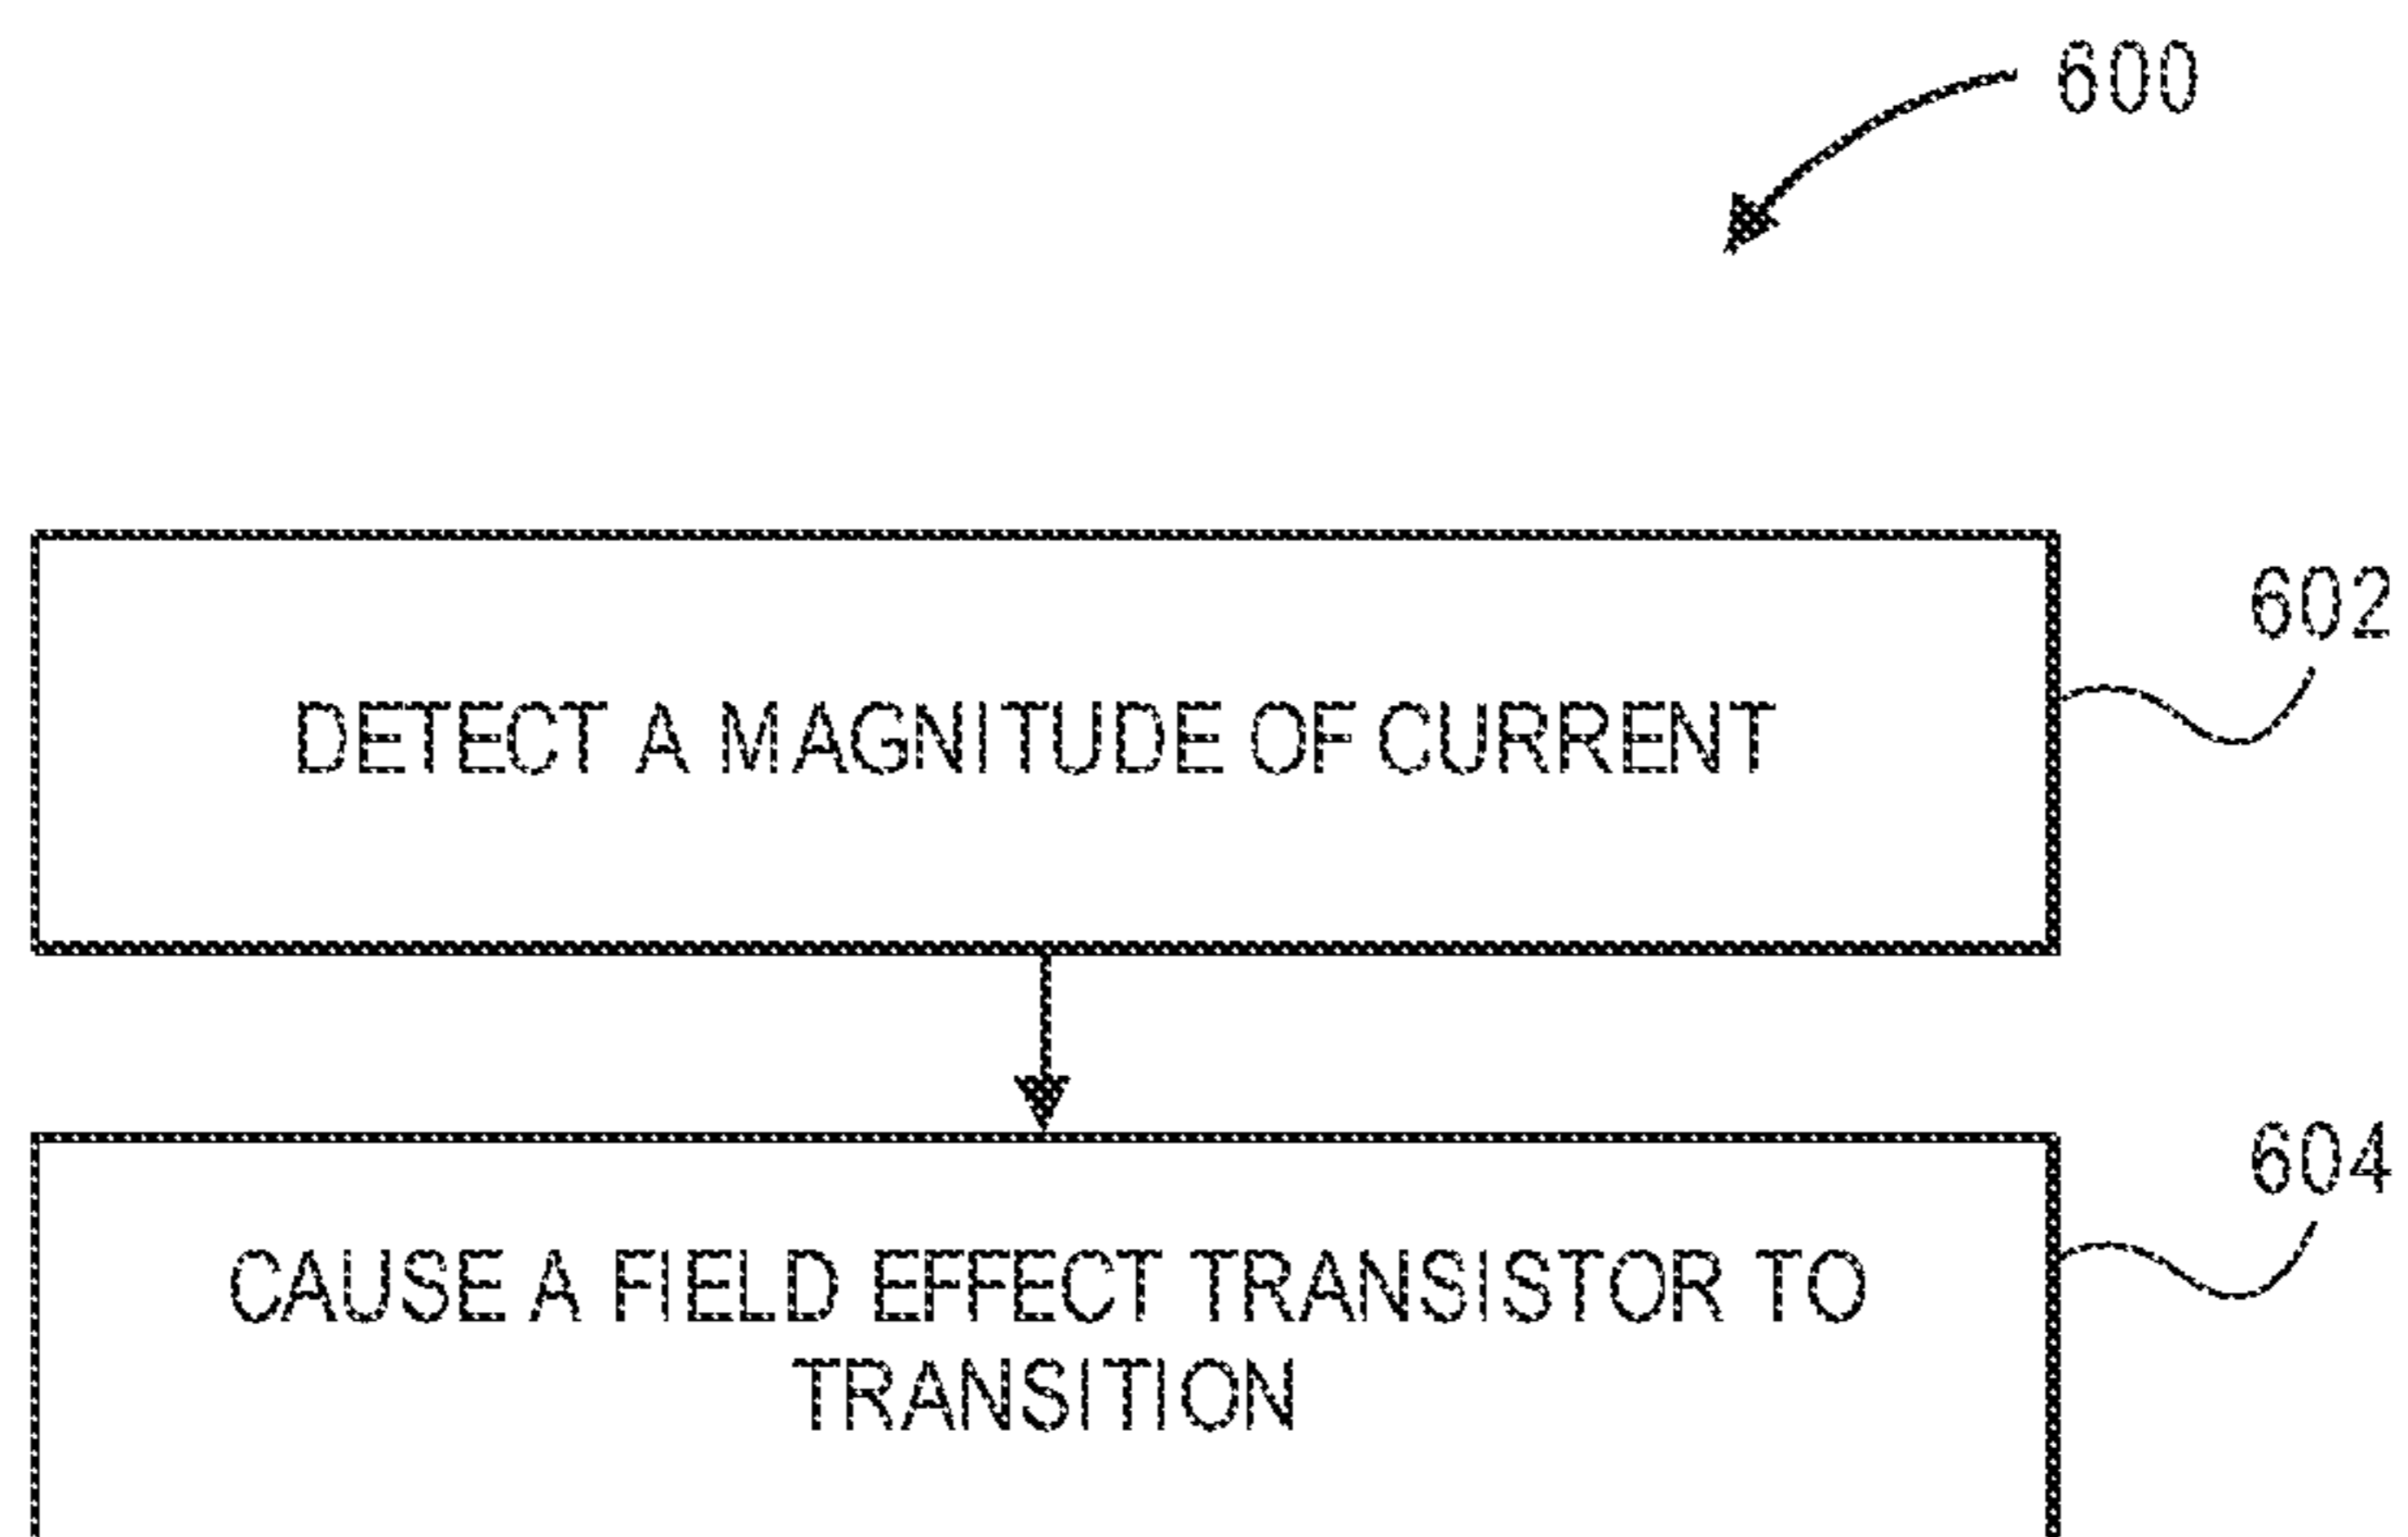 600
602
DETECT A MAGNITUDE OF CURRENT
604
CAUSE A FIELD EFFECT TRANSISTOR TO
TRANSITION